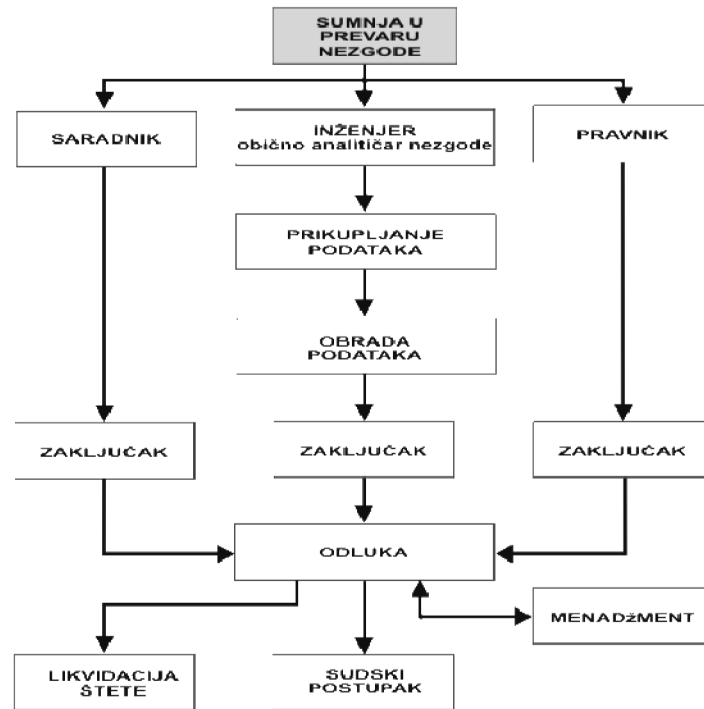 SUMNJA U
PREVARU
NEZGODE
SARADNIK
INŽENJER
obično analitičar nezgode
PRAVNIK
PRIKUPLJANJE
PODATAKA
OBRADA
PODATAKA
ZAKLJUČAK
ZAKLJUČAK
ZAKLJUČAK
ODLUKA
MENADžMENT
LIKVIDACIJA
ŠTETE
SUDSKI
POSTUPAK